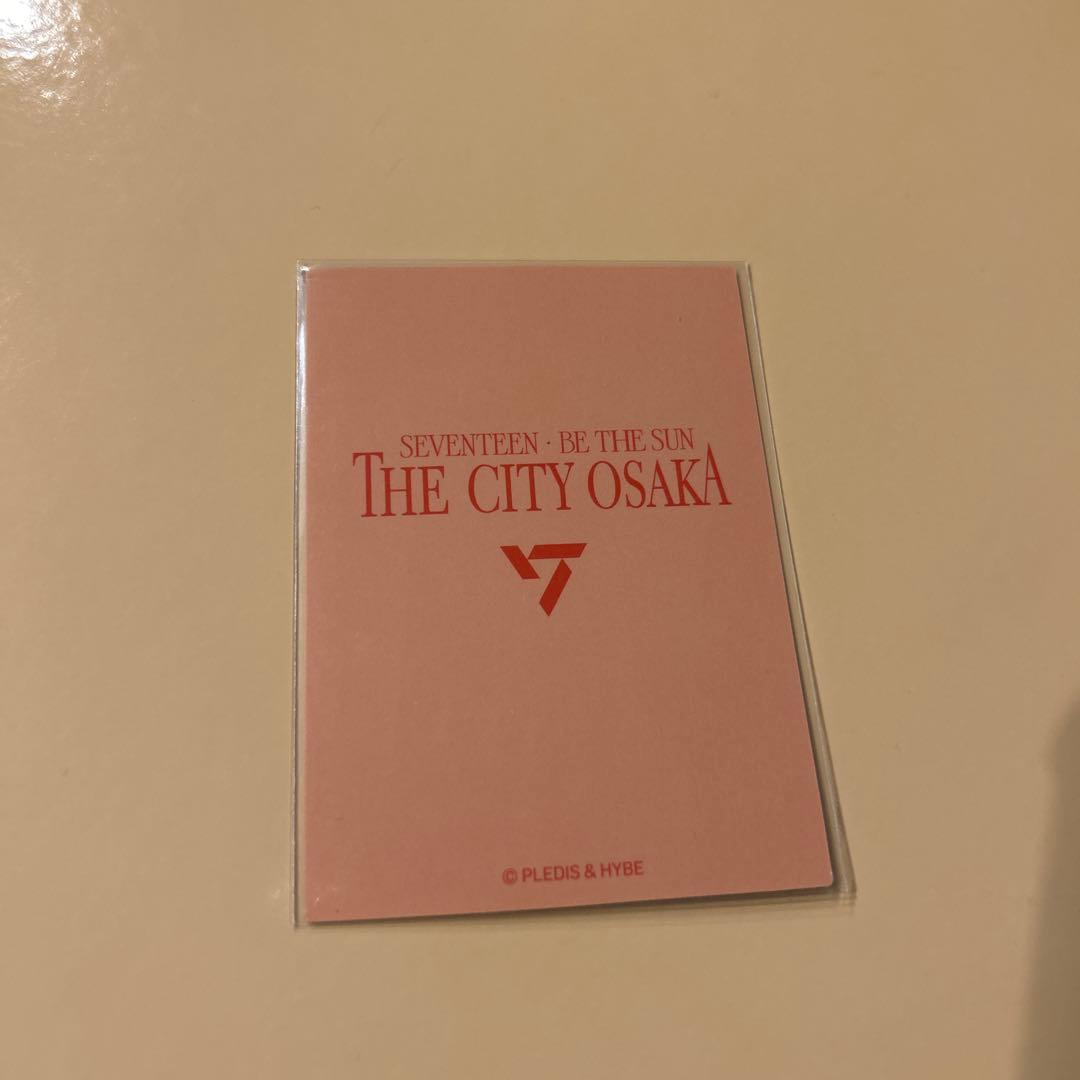 SEVENTEEN · BE THE SUN
THE CITY OSAKA
© PLEDIS & HYBE